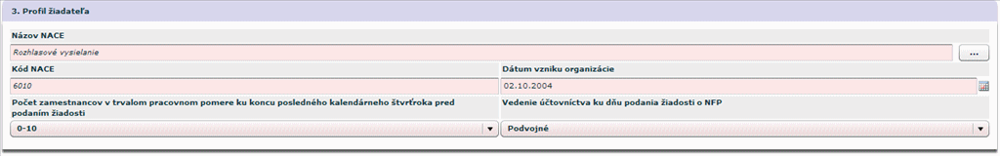 3. Profil žiadateľa
Názov NACE
Rozhlasové vysielanie
...
Kód NACE
Dátum vzniku organizácie
6010
02.10.2004
Počet zamestnancov v trvalom pracovnom pomere ku koncu posledného kalendárneho štvrťroka pred
podaním žiadosti
Vedenie účtovníctva ku dňu podania žiadosti o NFP
0-10
Podvojné